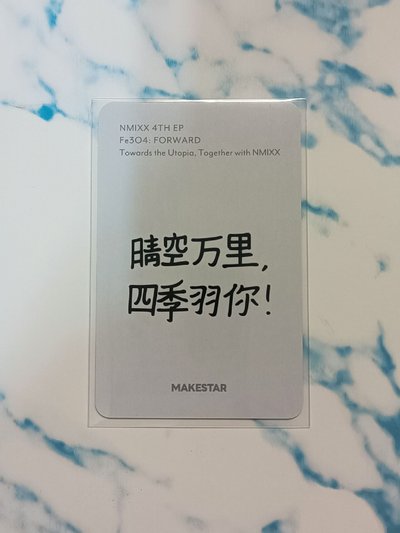 NMIXX 4TH EP
Fe3O4: FORWARD
Towards the Utopia, Together with NMIXX
晴空万里,
四季羽你!
MAKESTAR